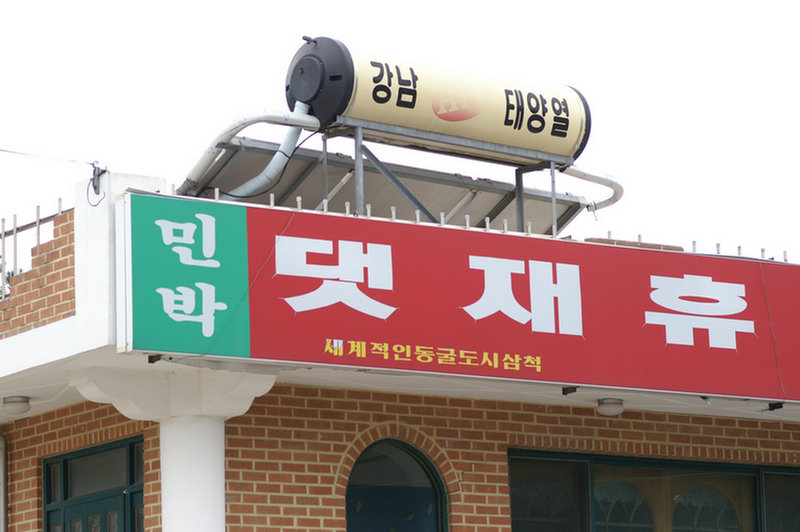 강남 태양열
민박
댓재휴
세계적인동굴도시삼척